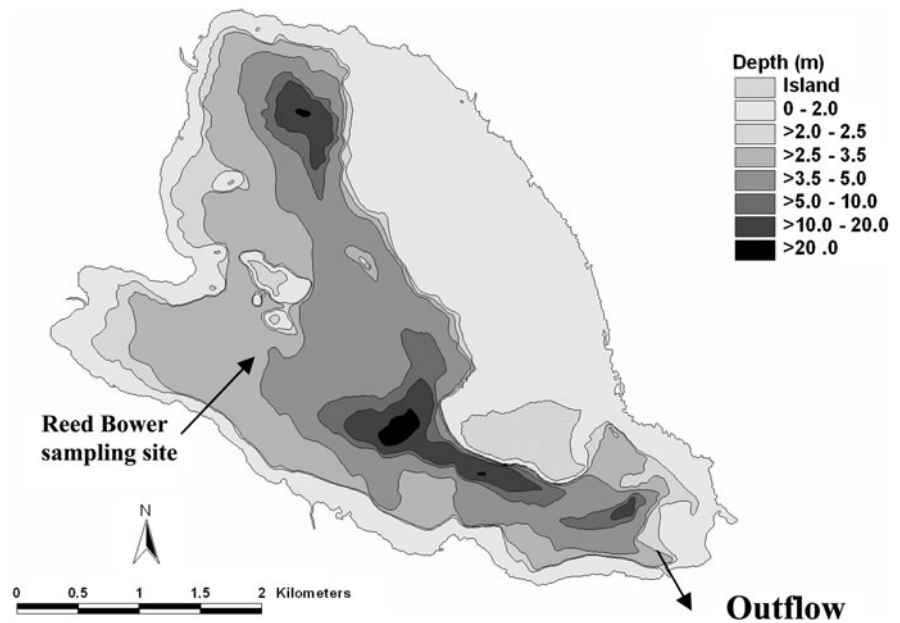 Depth (m)
Island
0 - 2.0
>2.0 - 2.5
>2.5 - 3.5
>3.5 - 5.0
>5.0 - 10.0
>10.0 - 20.0
>20 .0
Reed Bower
sampling site
N
0 0.5 1 1.5 2 Kilometers
Outflow